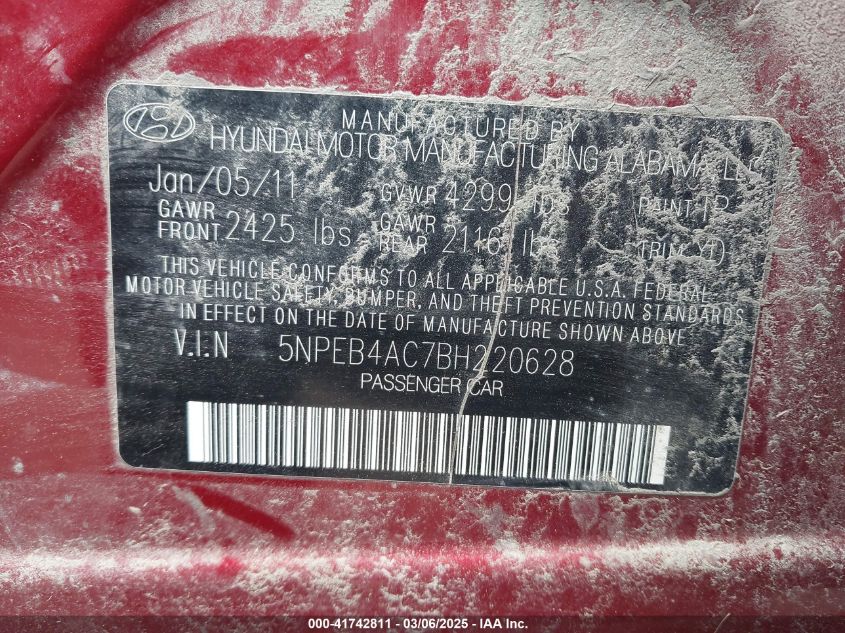 MANUFACTURED BY
HYUNDAI MOTOR MANUFACTURING ALABAMA, LLC
Jan/05/11 GVWR 4299 lbs PAINT
GAWR FRONT 2425 lbs GAWR REAR 2116 lbs TRIM
THIS VEHICLE CONFORMS TO ALL APPLICABLE U.S.A. FEDERAL
MOTOR VEHICLE SAFETY, BUMPER, AND THEFT PREVENTION STANDARDS
IN EFFECT ON THE DATE OF MANUFACTURE SHOWN ABOVE
V.I.N 5NPEB4AC7BH220628
PASSENGER CAR
000-41742811 - 03/06/2025 - IAA Inc.